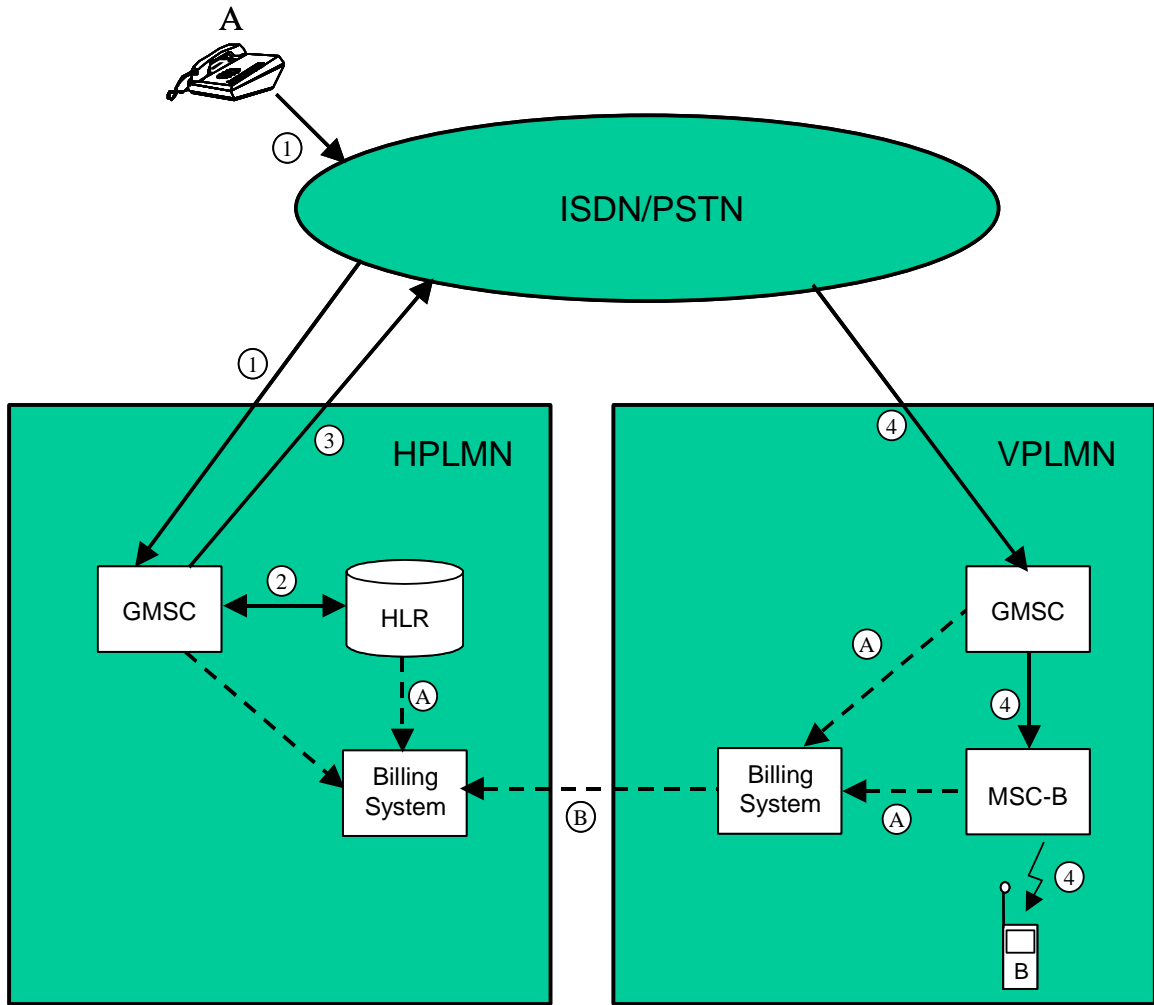 A
1
ISDN/PSTN
1
3
4
HPLMN
VPLMN
GMSC
2
HLR
GMSC
A
A
4
Billing
System
Billing
System
MSC-B
B
A
4
B